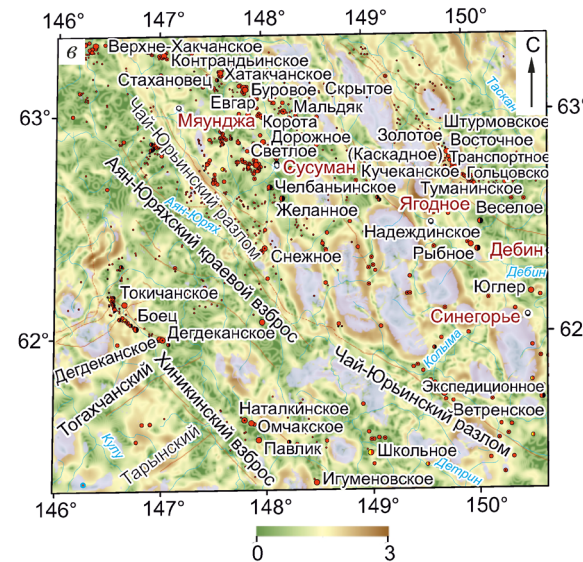 146°
147°
148°
149°
150°
в
С
Верхне-Хакчанское
Контрандьинское
Стахановец
Хатакчанское
Буровое
Скрытое
Таскан
Евгар
Мальдяк
63°
63°
Мяунджа
Корота
Штурмовское
Дорожное
Золотое
Восточное
Светлое
(Каскадное)
Транспортное
Сусуман
Кучеканское
Гольцовско
Челбаньинское
Туманинское
Желанное
Ягодное
Веселое
Чай-Юрьинский разлом
Аян-Юряхский краевой взброс
Аян-Юрях
Надеждинское
Снежное
Рыбное
Дебин
Дебин
Юглер
Токичанское
Боец
Синегорье
62°
62°
Дегдеканское
Дегдеканское
Колыма
Чай-Юрьинский разлом
Тогахчанский
Хиникинский взброс
Экспедиционное
Наталкинское
Ветренское
Омчакское
Кулу
Тарынский
Павлик
Школьное
Детрин
Игуменовское
146°
147°
148°
149°
150°
0
3